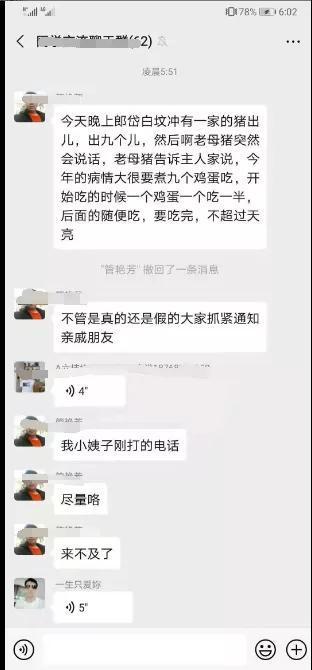 78% 6:02
(62)
凌晨5:51
今天晚上郎岱白坟冲有一家的猪出
儿，出九个儿，然后啊老母猪突然
会说话，老母猪告诉主人家说，今
年的病情大很要煮九个鸡蛋吃，开
始吃的时候一个鸡蛋一个吃一半，
后面的随便吃，要吃完，不超过天
亮
"管艳芳" 撤回了一条消息
不管是真的还是假的大家抓紧通知
亲戚朋友
4"
我小姨子刚打的电话
尽量咯
来不及了
一生只爱妳
5"